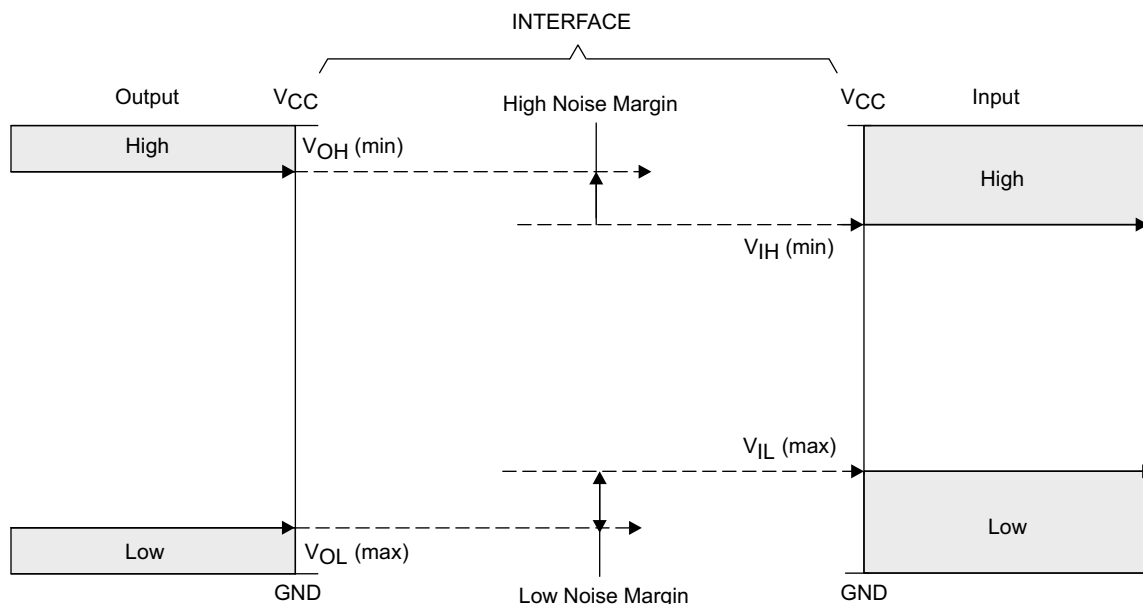 INTERFACE
Output
VCC
High Noise Margin
VCC
Input
High
VOH (min)
High
VIH (min)
VIL (max)
Low
VOL (max)
Low
GND
Low Noise Margin
GND